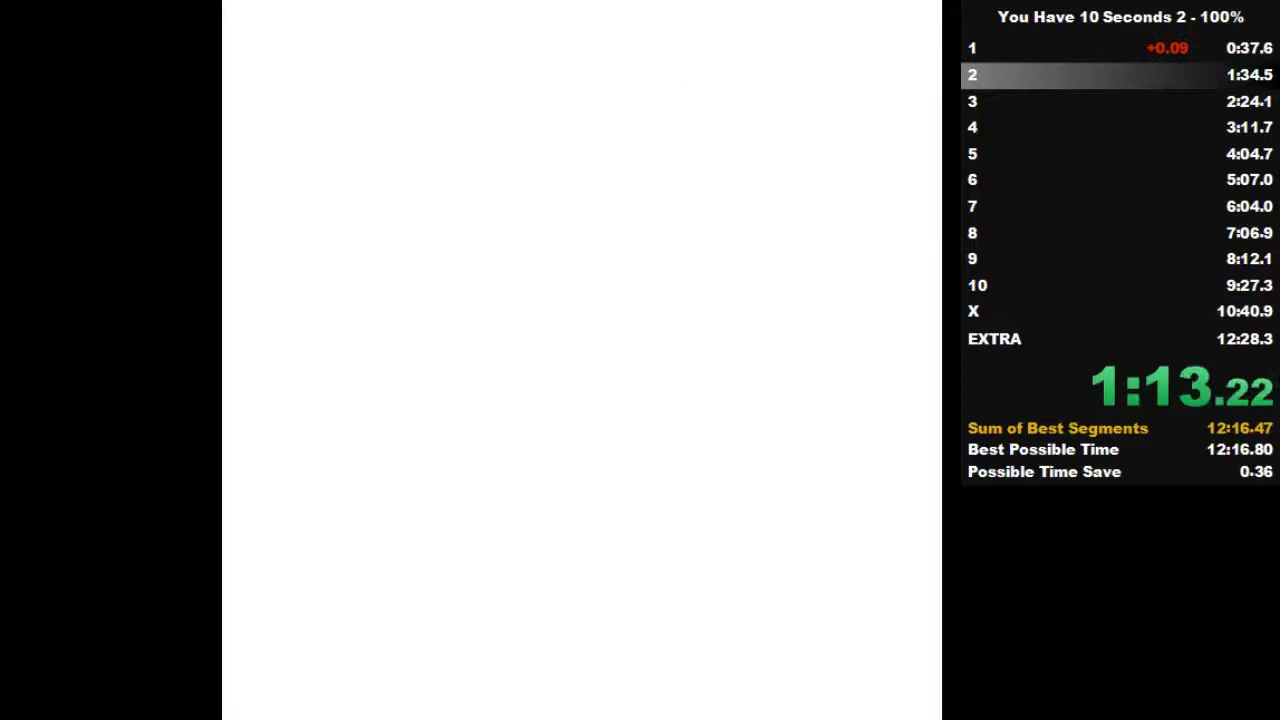 You Have 10 Seconds 2 - 100%
1 +0.09 0:37.6
2 1:34.5
3 2:24.1
4 3:11.7
5 4:04.7
6 5:07.0
7 6:04.0
8 7:06.9
9 8:12.1
10 9:27.3
X 10:40.9
EXTRA 12:28.3
1:13.22
Sum of Best Segments 12:16.47
Best Possible Time 12:16.80
Possible Time Save 0.36